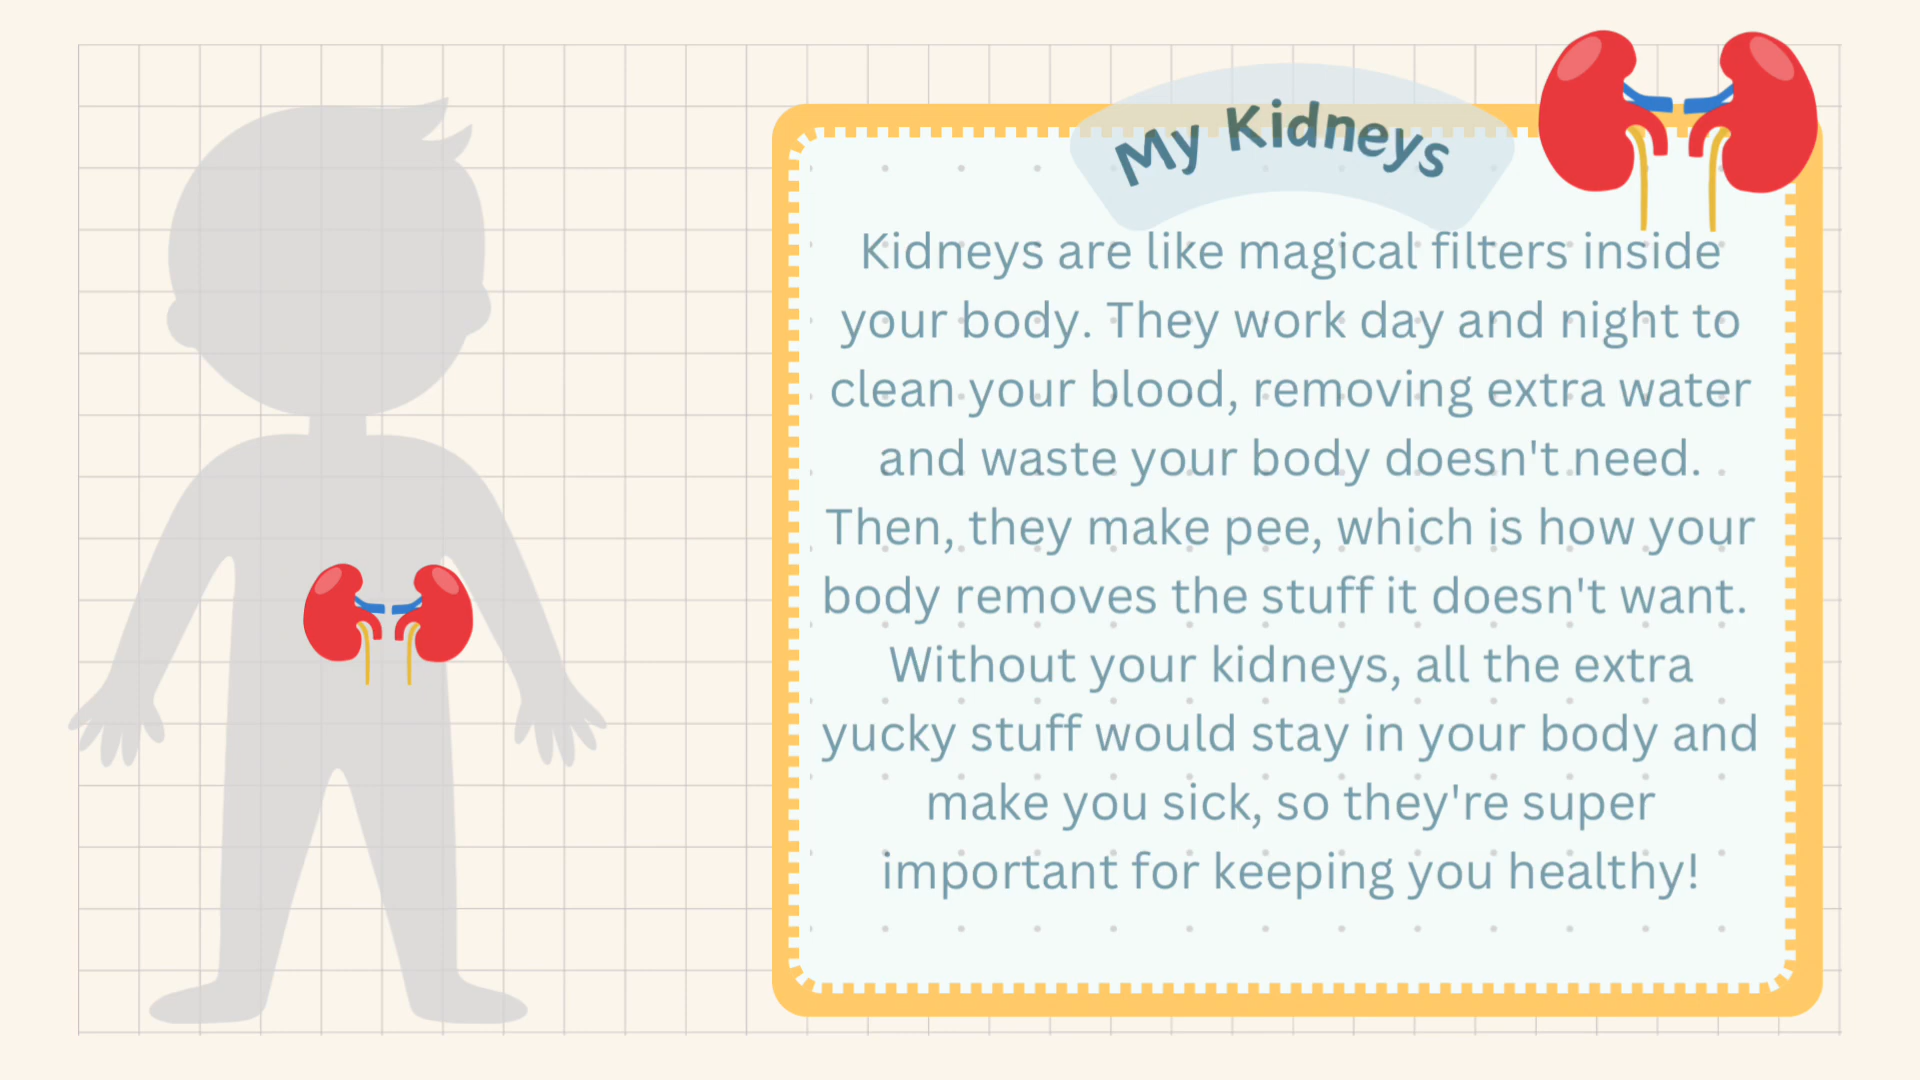 My Kidneys
Kidneys are like magical filters inside
your body. They work day and night to
clean your blood, removing extra water
and waste your body doesn't need.
Then, they make pee, which is how your
body removes the stuff it doesn't want.
Without your kidneys, all the extra
yucky stuff would stay in your body and
make you sick, so they're super
important for keeping you healthy!